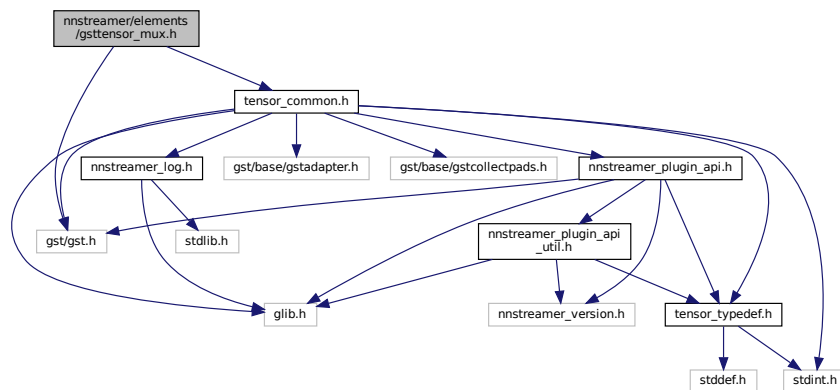 nnstreamer/elements
/gsttensor_mux.h
tensor_common.h
nnstreamer_log.h
gst/base/gstadapter.h
gst/base/gstcollectpads.h
nnstreamer_plugin_api.h
gst/gst.h
stdlib.h
nnstreamer_plugin_api
_util.h
glib.h
nnstreamer_version.h
tensor_typedef.h
stddef.h
stdint.h